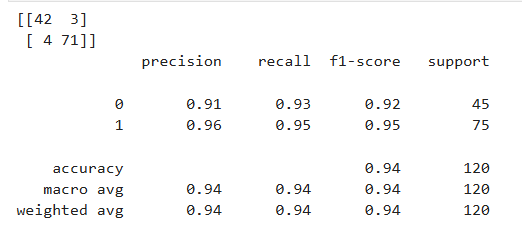 [[42  3]
 [ 4 71]]
              precision    recall  f1-score   support

           0       0.91      0.93      0.92        45
           1       0.96      0.95      0.95        75

    accuracy                           0.94       120
   macro avg       0.94      0.94      0.94       120
weighted avg       0.94      0.94      0.94       120